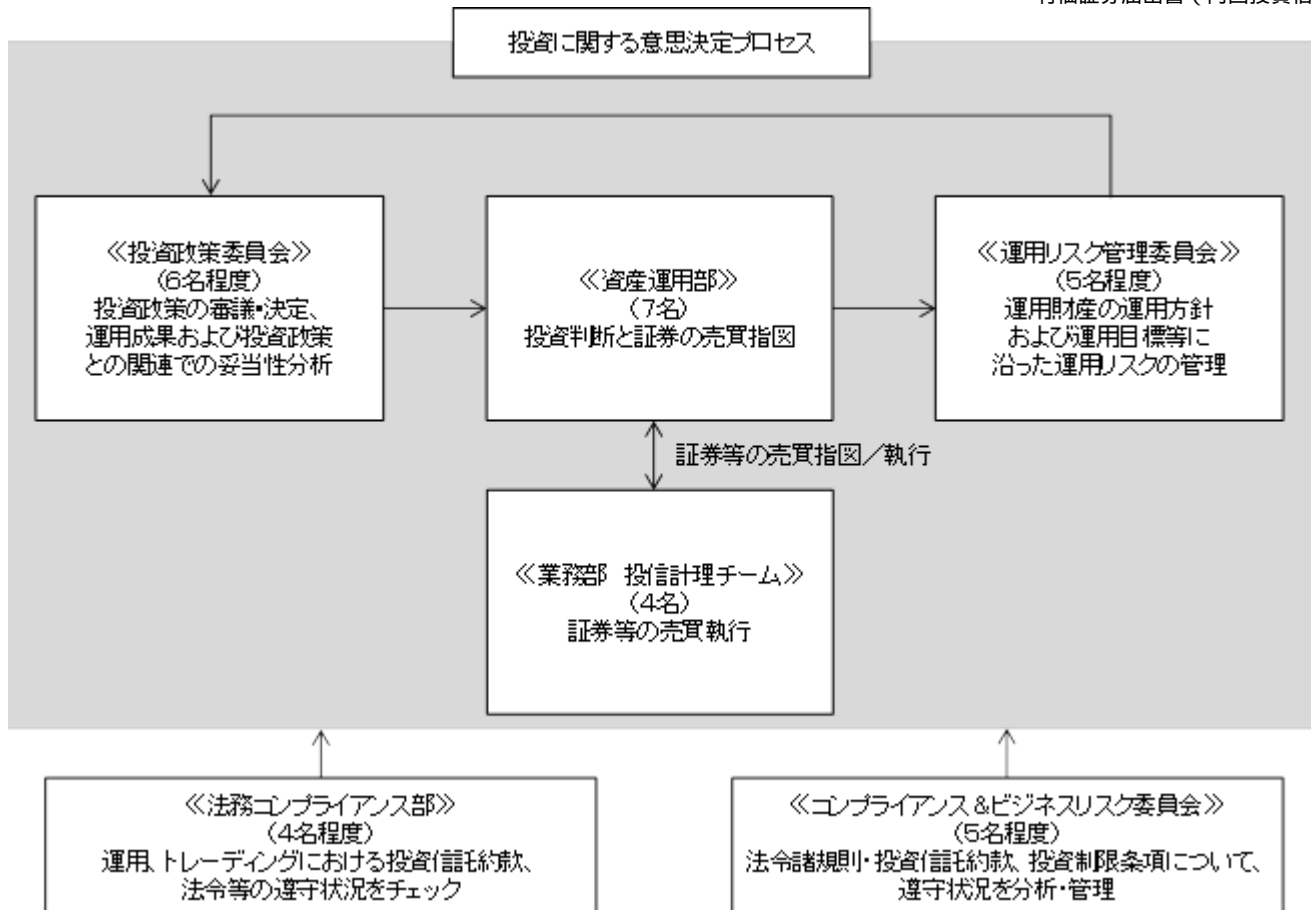 投資に関する意思決定プロセス
≪投資政策委員会≫
(6名程度)
投資政策の審議・決定、
運用成果および投資政策
との関連での妥当性分析
≪資産運用部≫
(7名)
投資判断と証券の売買指図
≪運用リスク管理委員会≫
(5名程度)
運用財産の運用方針
および運用目標等に
沿った運用リスクの管理
証券等の売買指図／執行
≪業務部 投信計理チーム≫
(4名)
証券等の売買執行
≪法務コンプライアンス部≫
(4名程度)
運用、トレーディングにおける投資信託約款、
法令等の遵守状況をチェック
≪コンプライアンス＆ビジネスリスク委員会≫
(5名程度)
法令諸規則・投資信託約款、投資制限条項について、
遵守状況を分析・管理